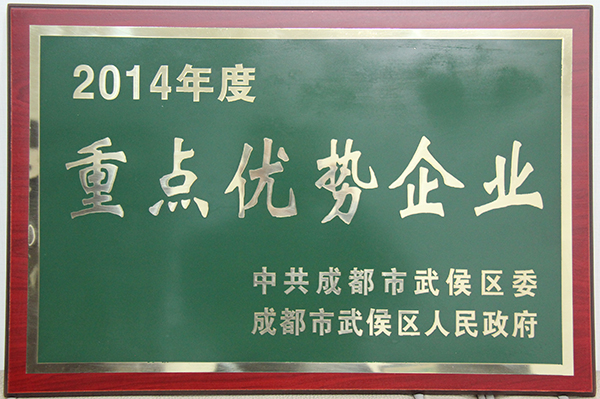 2014年度
重点优势企业
中共成都市武侯区委
成都市武侯区人民政府